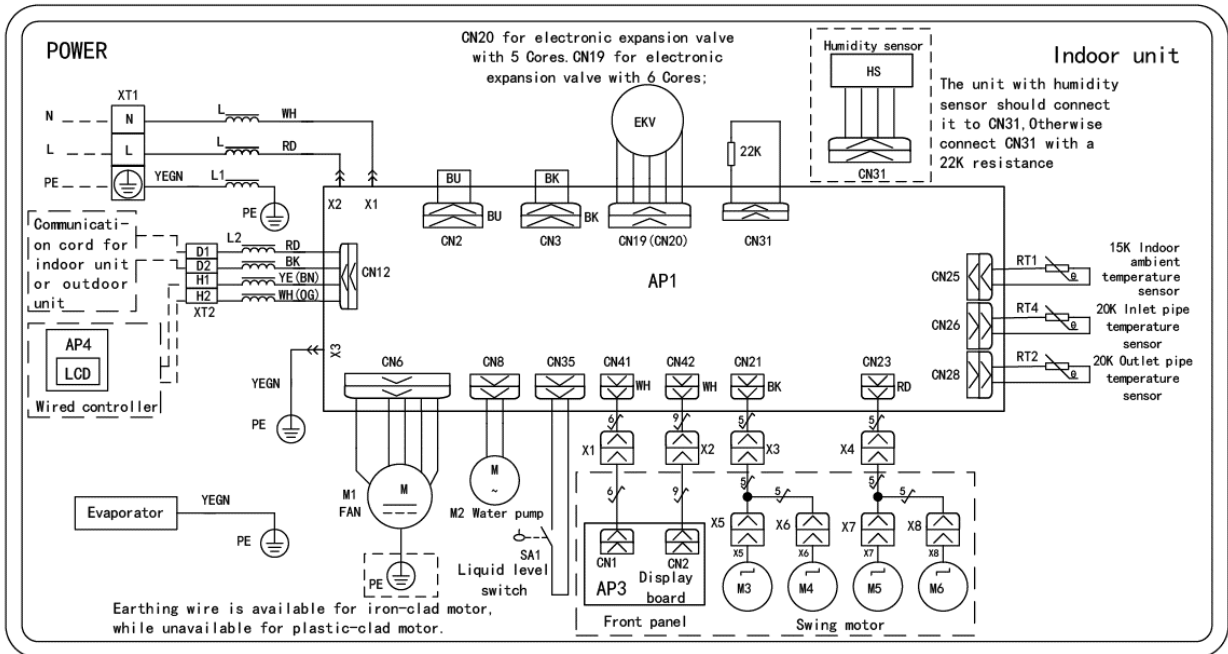 POWER
Indoor unit
CN20 for electronic expansion valve
with 5 Cores.CN19 for electronic
expansion valve with 6 Cores;
Humidity sensor
HS
CN31
The unit with humidity
sensor should connect
it to CN31,Otherwise
connect CN31 with a
22K resistance
XT1
N
N
L
WH
L
L
L
RD
PE
YEGN
L1
PE
X2
X1
EKV
22K
BU
BU
CN2
BK
BK
CN3
CN19(CN20)
CN31
Communicati-
on cord for
indoor unit
or outdoor
unit
L2
D1
RD
D2
BK
H1
YE(BN)
H2
WH(OG)
XT2
CN12
AP1
CN25
RT1
θ
15K Indoor
ambient
temperature
sensor
CN26
RT4
θ
20K Inlet pipe
temperature
sensor
CN28
RT2
θ
20K Outlet pipe
temperature
sensor
AP4
LCD
Wired controller
X3
YEGN
PE
CN6
CN8
CN35
CN41
WH
CN42
WH
CN21
BK
CN23
RD
6
9
5
5
X1
X2
X3
X4
6
9
5
5
5
5
M1
FAN
M
M
~
M2 Water pump
SA1
Liquid level
switch
PE
Evaporator
YEGN
PE
CN1
CN2
AP3
Display
board
Front panel
X5
X6
X7
X8
X5
X6
X7
X8
M3
M4
M5
M6
Swing motor
Earthing wire is available for iron-clad motor,
while unavailable for plastic-clad motor.